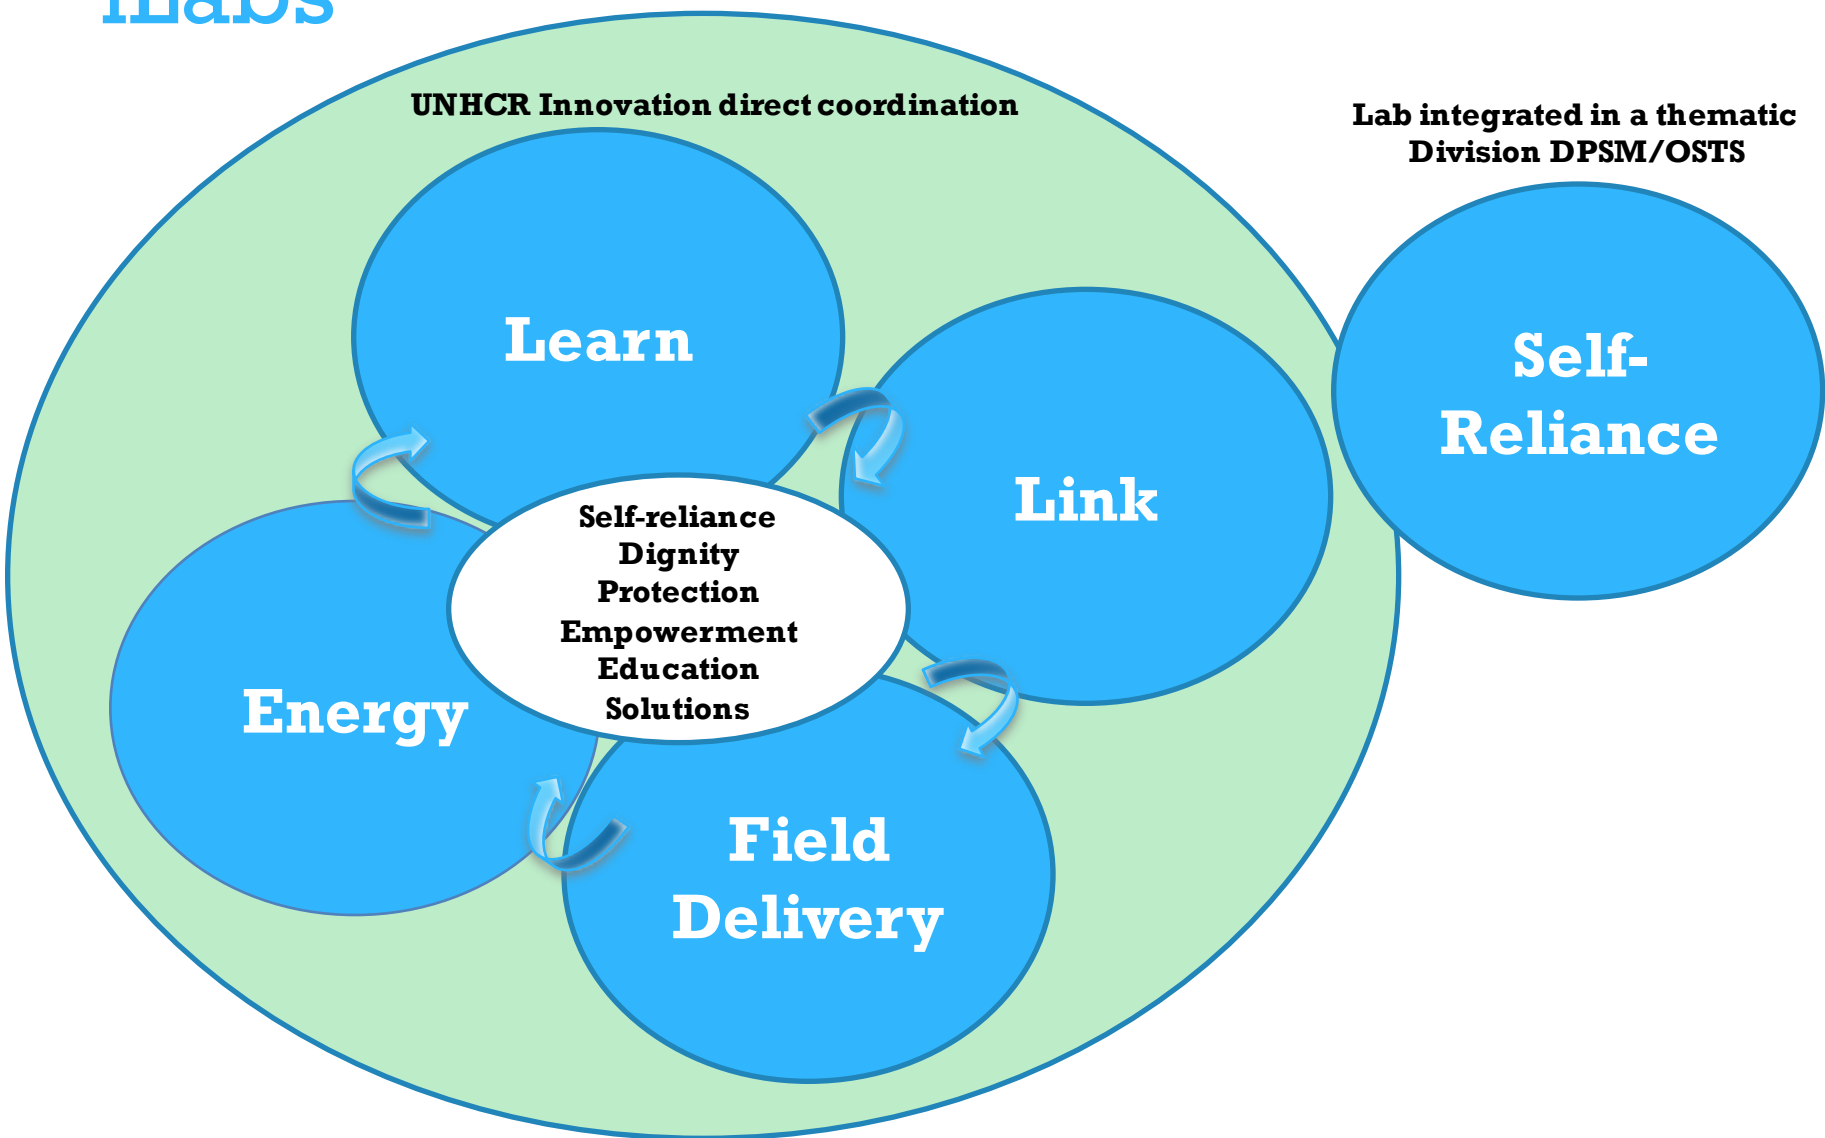 iLabs
UNHCR Innovation direct coordination
Lab integrated in a thematic
Division DPSM/OSTS
Learn
Link
Self-
Reliance
Self-reliance
Dignity
Protection
Empowerment
Education
Solutions
Energy
Field
Delivery